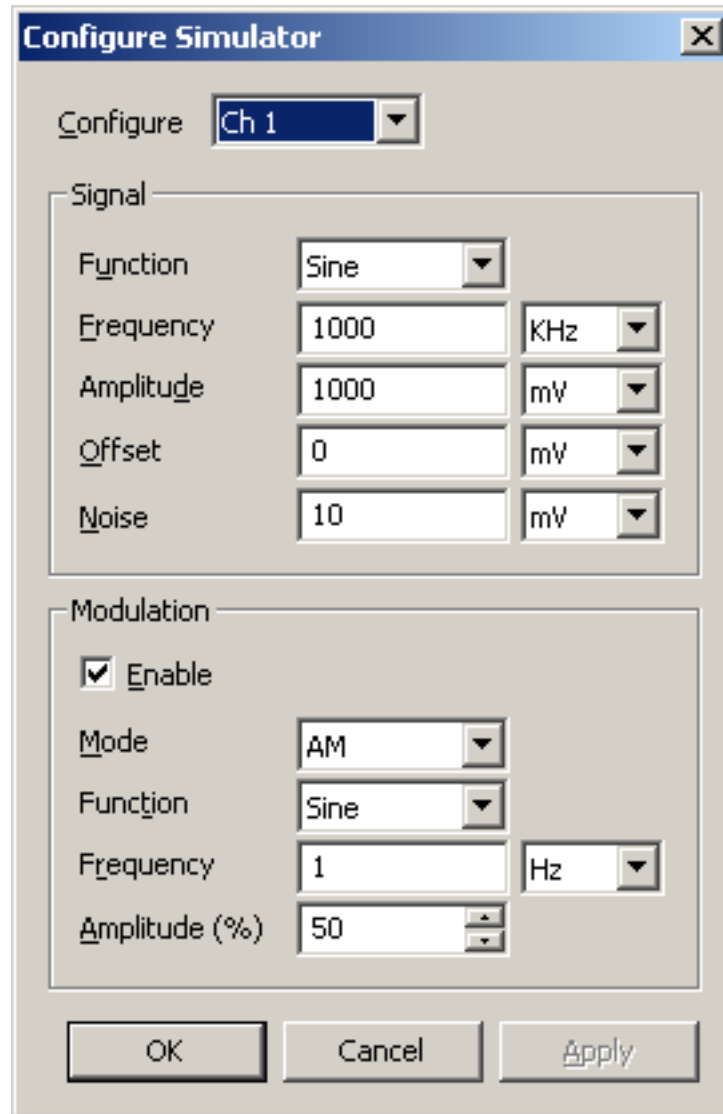 Configure Simulator
Configure Ch 1
Signal
Function Sine
Frequency 1000 KHz
Amplitude 1000 mV
Offset 0 mV
Noise 10 mV
Modulation
Enable
Mode AM
Function Sine
Frequency 1 Hz
Amplitude (%) 50
OK Cancel Apply